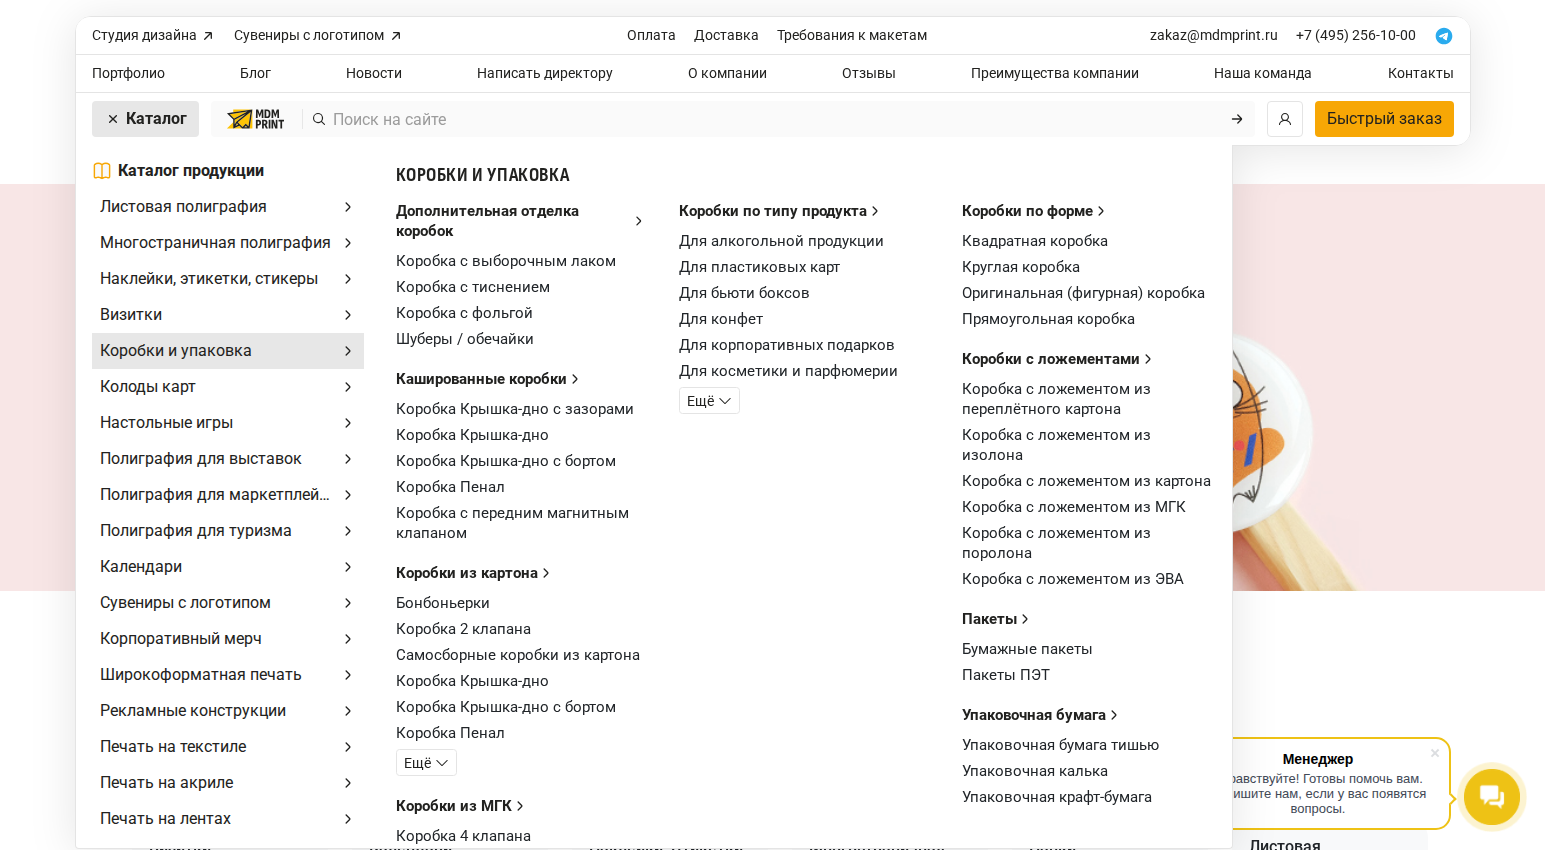 Студия дизайна
Сувениры с логотипом
Оплата
Доставка
Требования к макетам
zakaz@mdmprint.ru
+7 (495) 256-10-00
Портфолио
Блог
Новости
Написать директору
О компании
Отзывы
Преимущества компании
Наша команда
Контакты
Каталог
MDM
PRINT
Поиск на сайте
Быстрый заказ
Каталог продукции
Листовая полиграфия
Многостраничная полиграфия
Наклейки, этикетки, стикеры
Визитки
Коробки и упаковка
Колоды карт
Настольные игры
Полиграфия для выставок
Полиграфия для маркетплей...
Полиграфия для туризма
Календари
Сувениры с логотипом
Корпоративный мерч
Широкоформатная печать
Рекламные конструкции
Печать на текстиле
Печать на акриле
Печать на лентах
КОРОБКИ И УПАКОВКА
Дополнительная отделка
коробок
Коробка с выборочным лаком
Коробка с тиснением
Коробка с фольгой
Шуберы / обечайки
Кашированные коробки
Коробка Крышка-дно с зазорами
Коробка Крышка-дно
Коробка Крышка-дно с бортом
Коробка Пенал
Коробка с передним магнитным
клапаном
Коробки из картона
Бонбоньерки
Коробка 2 клапана
Самосборные коробки из картона
Коробка Крышка-дно
Коробка Крышка-дно с бортом
Коробка Пенал
Ещё
Коробки из МГК
Коробка 4 клапана
Коробки по типу продукта
Для алкогольной продукции
Для пластиковых карт
Для бьюти боксов
Для конфет
Для корпоративных подарков
Для косметики и парфюмерии
Ещё
Коробки по форме
Квадратная коробка
Круглая коробка
Оригинальная (фигурная) коробка
Прямоугольная коробка
Коробки с ложементами
Коробка с ложементом из
переплётного картона
Коробка с ложементом из
изолона
Коробка с ложементом из картона
Коробка с ложементом из МГК
Коробка с ложементом из
поролона
Коробка с ложементом из ЭВА
Пакеты
Бумажные пакеты
Пакеты ПЭТ
Упаковочная бумага
Упаковочная бумага тишью
Упаковочная калька
Упаковочная крафт-бумага
Менеджер
равствуйте! Готовы помочь вам.
ишите нам, если у вас появятся
вопросы.
Листовая